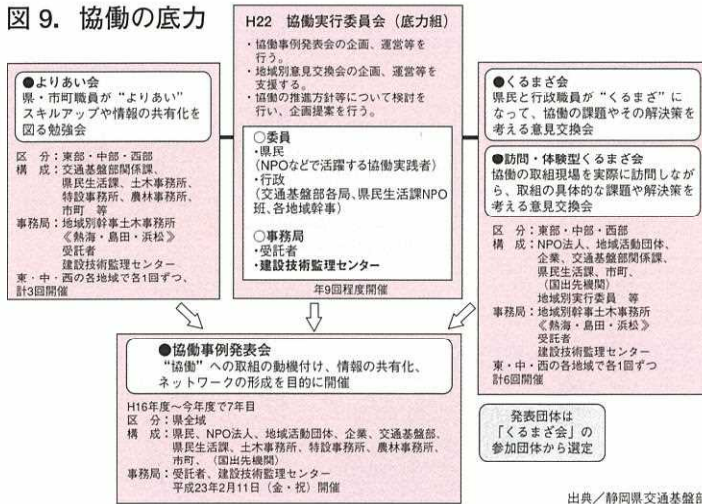 図 9. 協働の底力
H22 協働実行委員会（底力組）
・協働事例発表会の企画、運営等を
行う。
・地域別意見交換会の企画、運営等を
支援する。
・協働の推進方針等について検討を
行い、企画提案を行う。
○委員
・県民
(NPOなどで活躍する協働実践者)
・行政
(交通基盤部各局、県民生活課NPO
班、各地域幹事)
○事務局
・受託者
・建設技術監理センター
年9回程度開催
●よりあい会
県・市町職員が“よりあい”
スキルアップや情報の共有化を
図る勉強会
区 分：東部・中部・西部
構 成：交通基盤部関係課、
県民生活課、土木事務所、
特設事務所、農林事務所、
市町 等
事務局：地域別幹事土木事務所
《熱海・島田・浜松》
受託者
建設技術監理センター
東・中・西の各地域で各1回ずつ、
計3回開催
●くるまざ会
県民と行政職員が“くるまざ”に
なって、協働の課題やその解決策を
考える意見交換会
●訪問・体験型くるまざ会
協働の取組現場を実際に訪問しなが
ら、取組の具体的な課題や解決策を
考える意見交換会
区 分：東部・中部・西部
構 成：NPO法人、地域活動団体、
企業、交通基盤部関係課、
県民生活課、市町、
（国出先機関）
地域別実行委員 等
事務局：地域別幹事土木事務所
《熱海・島田・浜松》
受託者
建設技術監理センター
東・中・西の各地域で各1回ずつ
計6回開催
●協働事例発表会
“協働”への取組の動機付け、情報の共有化、
ネットワークの形成を目的に開催
H16年度～今年度で7年目
区 分：県全域
構 成：県民、NPO法人、地域活動団体、企業、交通基盤部、
県民生活課、土木事務所、特設事務所、農林事務所、
市町、（国出先機関）
事務局：受託者、建設技術監理センター
平成23年2月11日（金・祝）開催
発表団体は
「くるまざ会」の
参加団体から選定
出典／静岡県交通基盤部